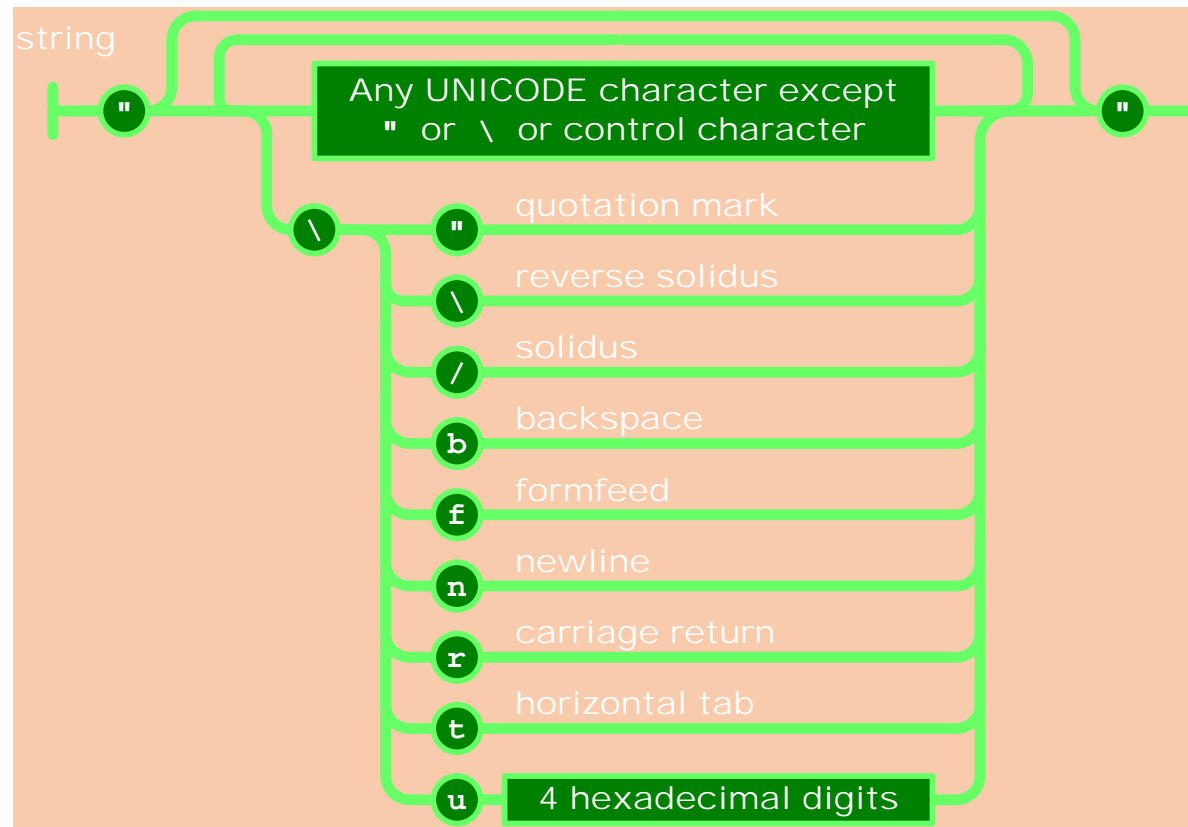 string
"
Any UNICODE character except
" or \ or control character
"
\
" quotation mark
\ reverse solidus
/ solidus
b backspace
f formfeed
n newline
r carriage return
t horizontal tab
u 4 hexadecimal digits